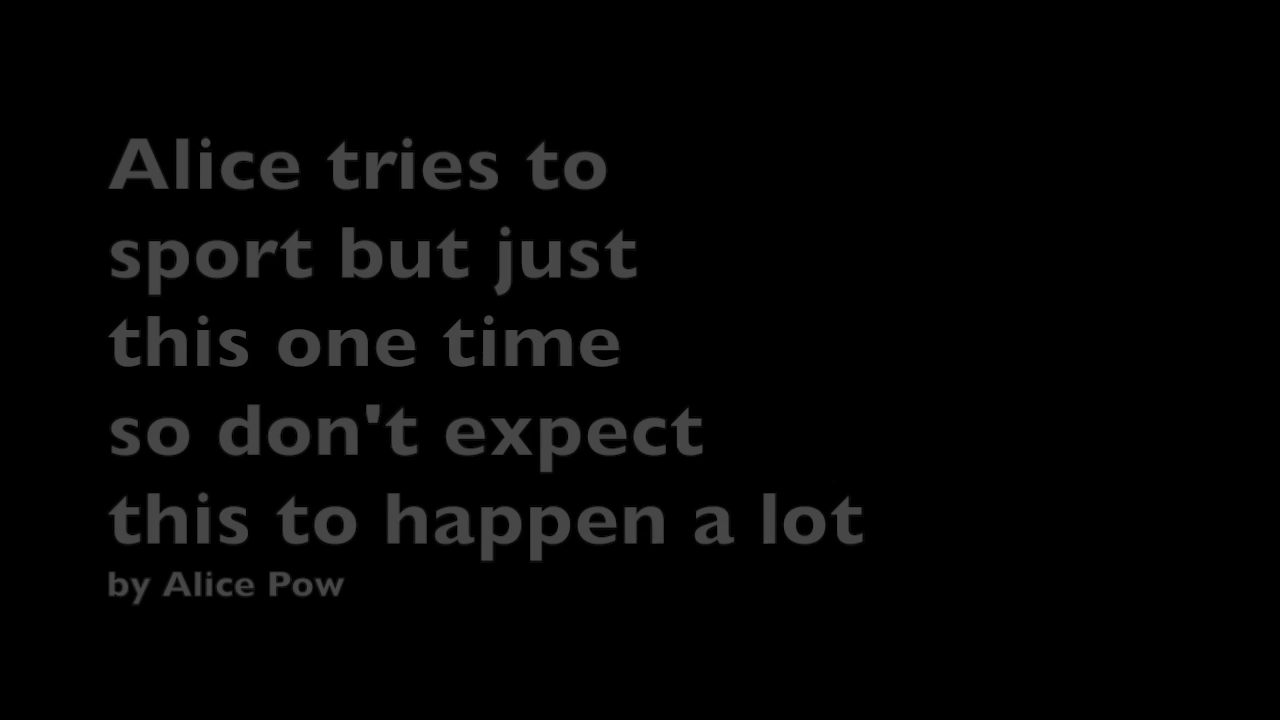 Alice tries to
sport but just
this one time
so don't expect
this to happen a lot
by Alice Pow